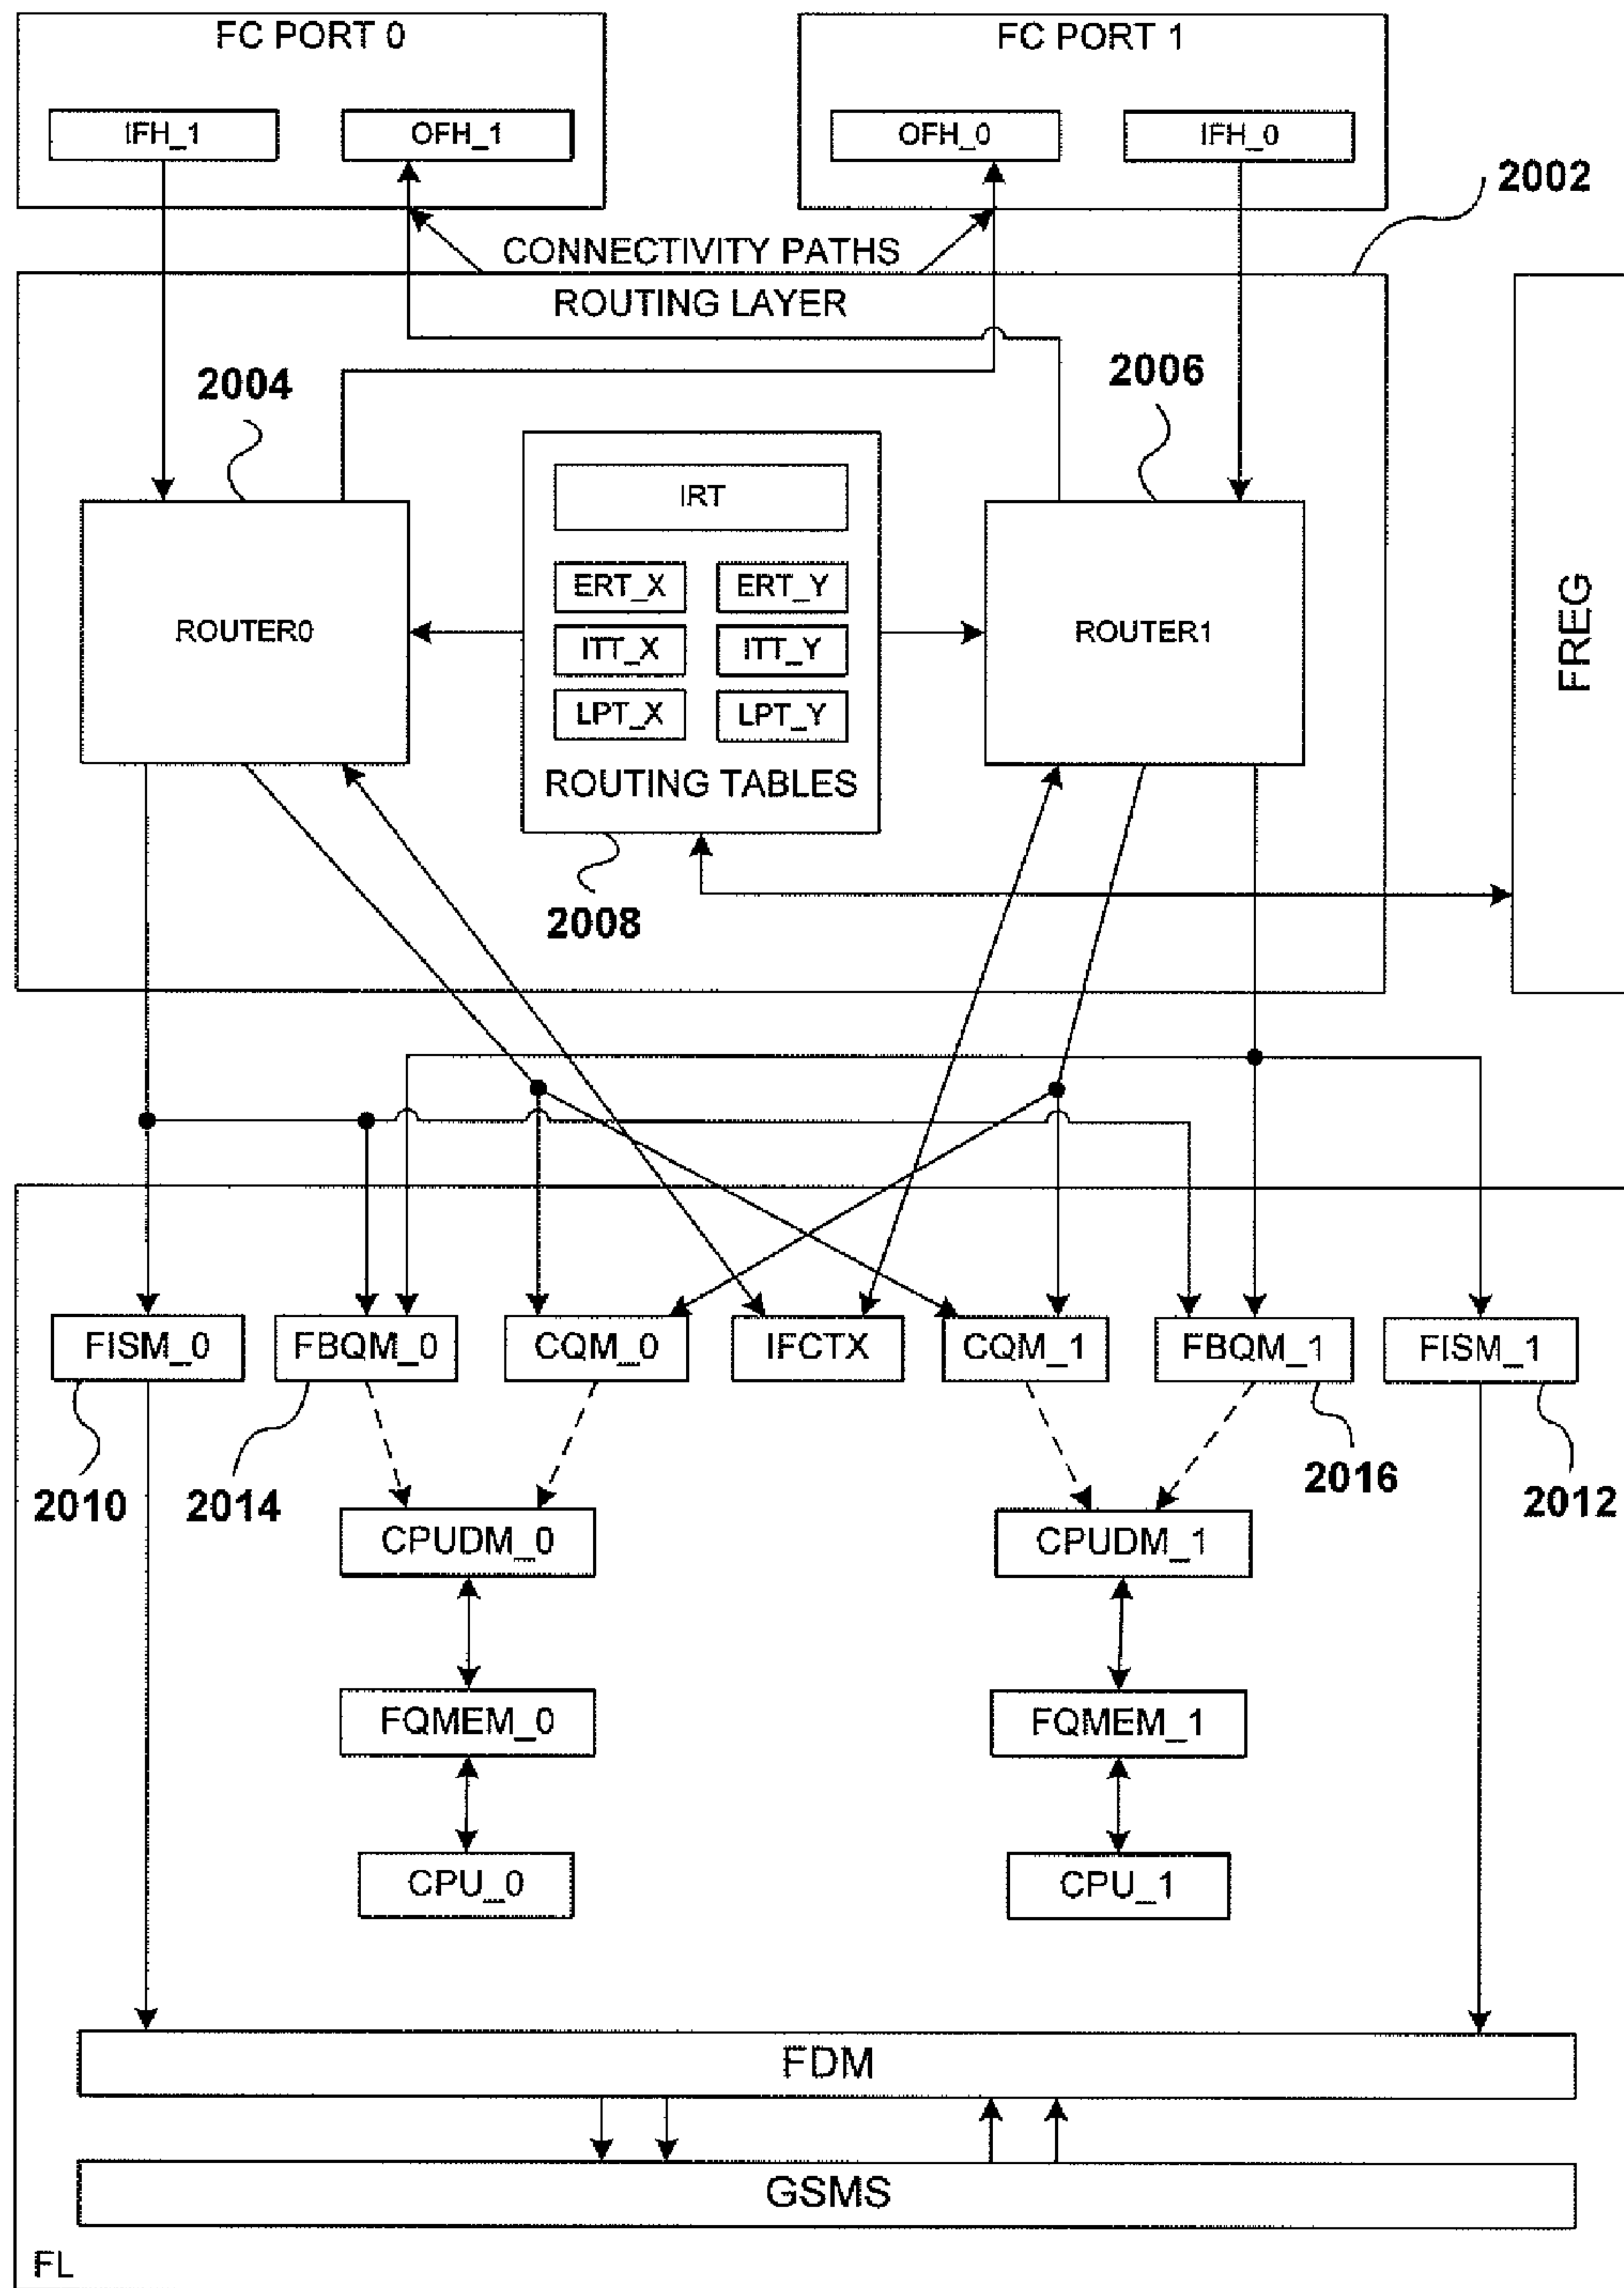 FC PORT 0
FC PORT 1
IFH_1
OFH_1
OFH_0
IFH_0
2002
CONNECTIVITY PATHS
ROUTING LAYER
2004
2006
IRT
ERT_X
ERT_Y
ROUTER0
ITT_X
ITT_Y
ROUTER1
FREG
LPT_X
LPT_Y
ROUTING TABLES
2008
FISM_0
FBQM_0
CQM_0
IFCTX
CQM_1
FBQM_1
FISM_1
2010
2014
2016
2012
CPUDM_0
CPUDM_1
FQMEM_0
FQMEM_1
CPU_0
CPU_1
FDM
GSMS
FL